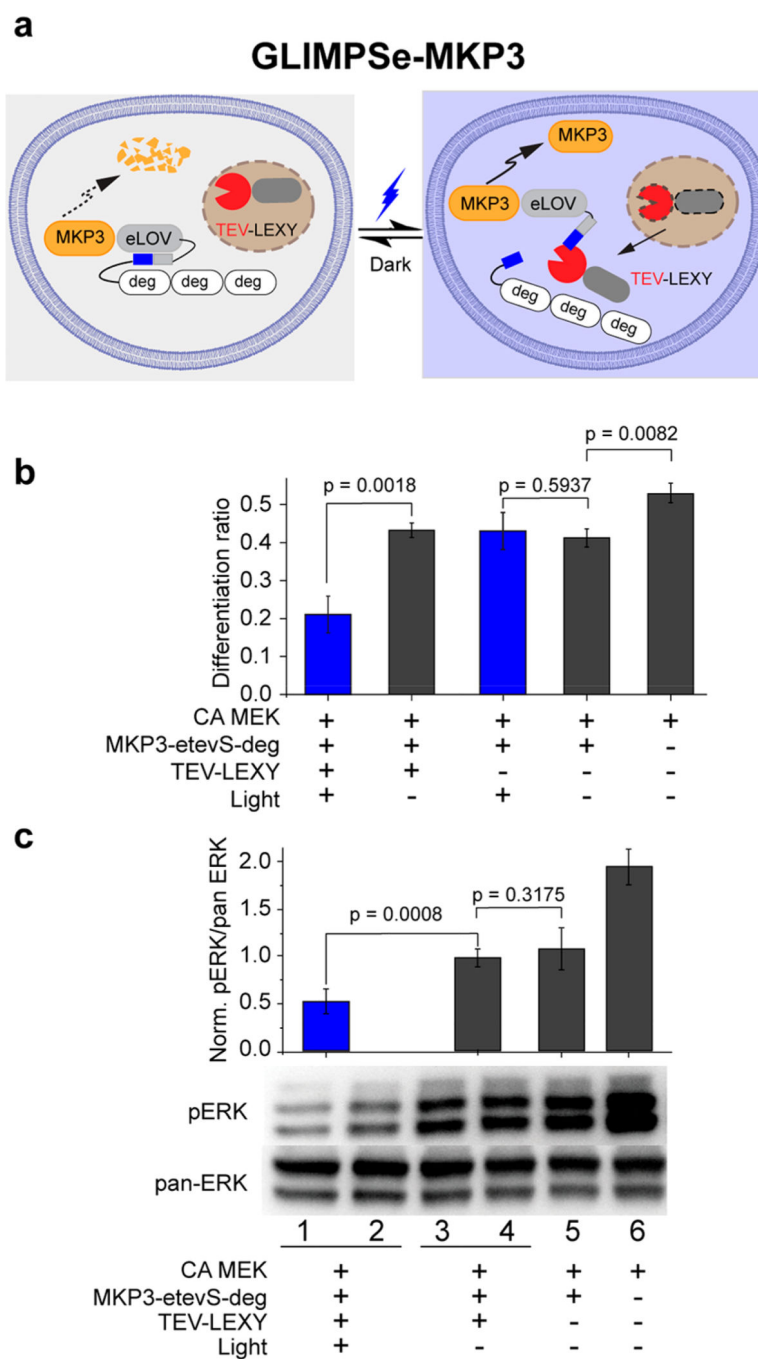 a
GLIMPSe-MKP3
MKP3
eLOV
TEV-LEXY
deg deg deg
Dark
MKP3
MKP3
eLOV
TEV-LEXY
deg deg deg
b
Differentiation ratio
0.5
0.4
0.3
0.2
0.1
0.0
p = 0.0018
p = 0.5937
p = 0.0082
CA MEK + + + + +
MKP3-etevS-deg + + + + -
TEV-LEXY + + - - -
Light + - + - -
c
Norm. pERK/pan ERK
2.0
1.5
1.0
0.5
0.0
p = 0.0008
p = 0.3175
pERK
pan-ERK
1 2 3 4 5 6
CA MEK + + + +
MKP3-etevS-deg + + + -
TEV-LEXY + + - -
Light + - - -